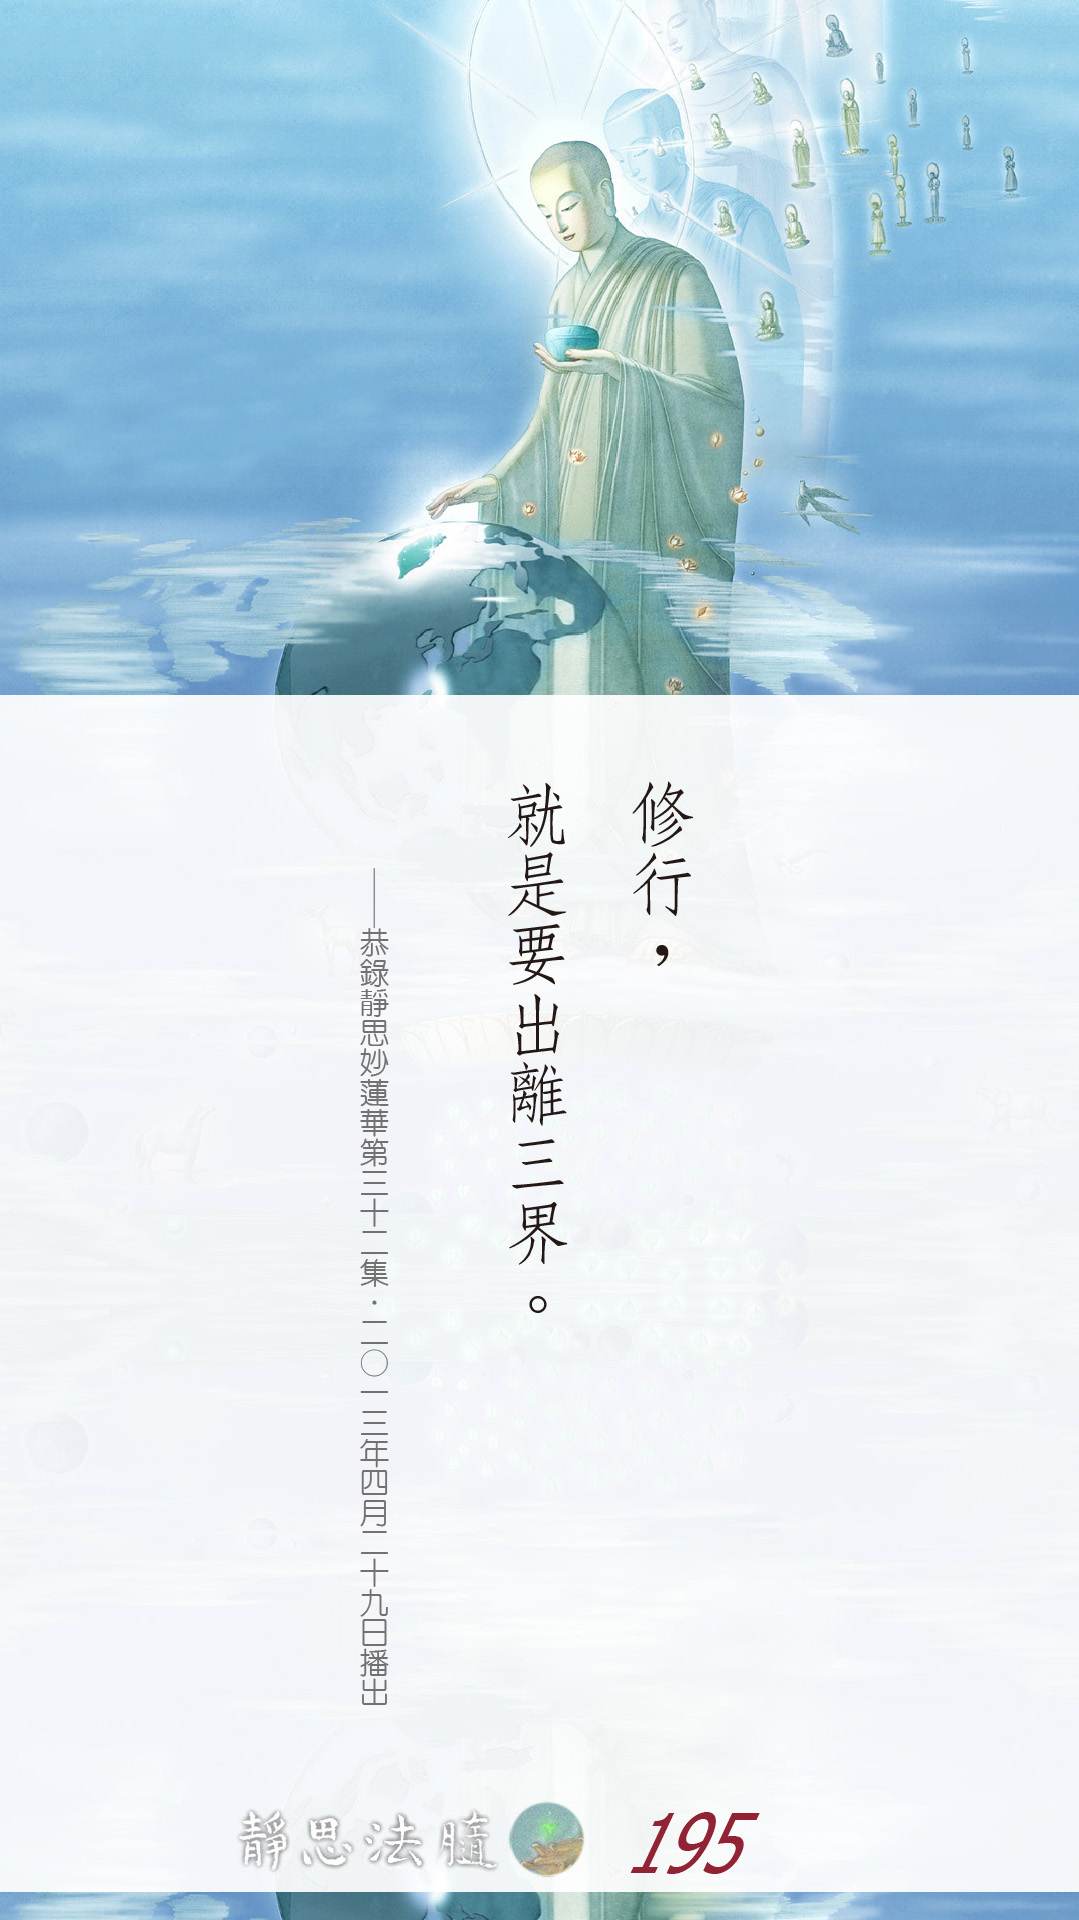 修行，
就是要出離三界。
——恭錄靜思妙蓮華第三十二集．二〇一三年四月二十九日播出
靜思法髓
195